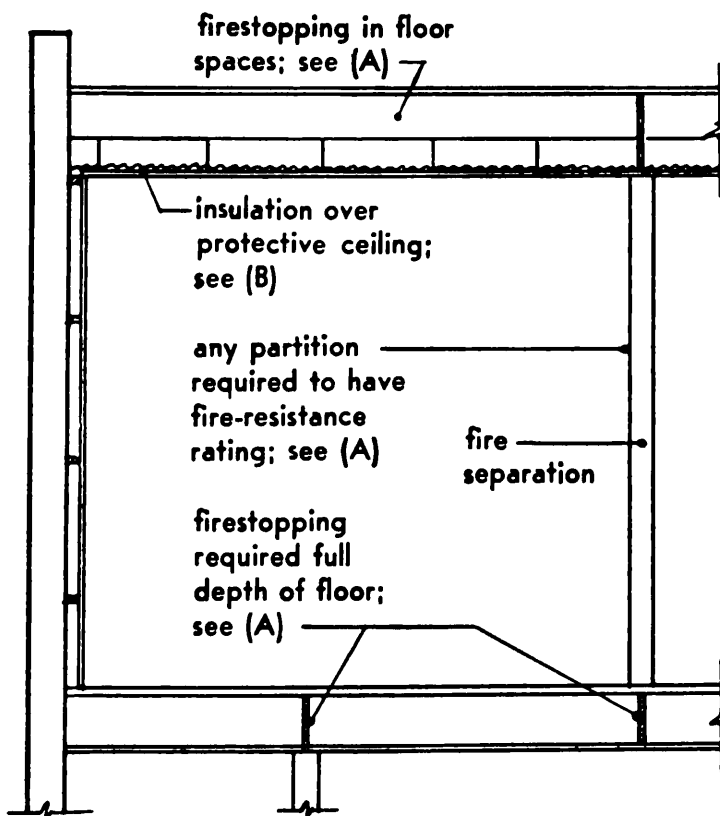 firestopping in floor
spaces; see (A)
insulation over
protective ceiling;
see (B)
any partition
required to have
fire-resistance
rating; see (A)
fire
separation
firestopping
required full
depth of floor;
see (A)